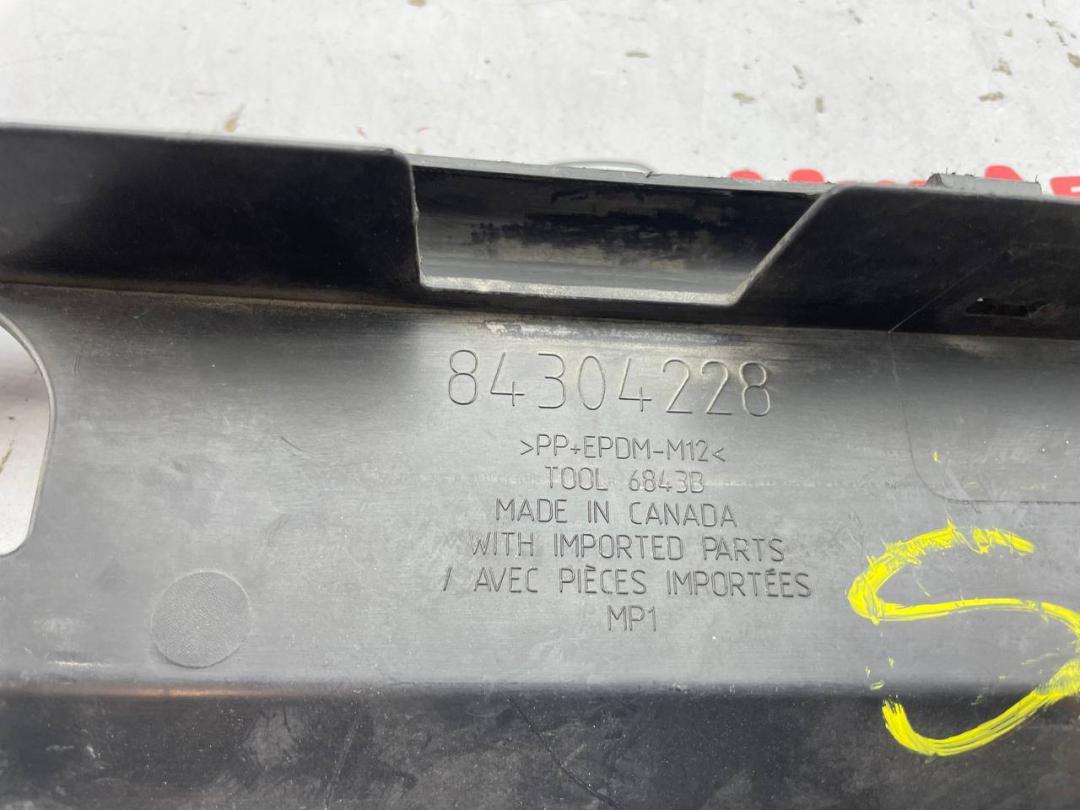 84304228
>PP+EPDM-M12<
TOOL 6843B
MADE IN CANADA
WITH IMPORTED PARTS
/ AVEC PIÈCES IMPORTÉES
MP1
S